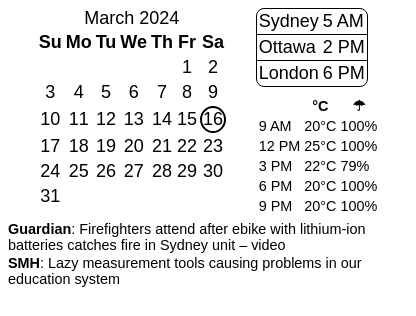 March 2024
Su Mo Tu We Th Fr Sa
1 2
3 4 5 6 7 8 9
10 11 12 13 14 15 16
17 18 19 20 21 22 23
24 25 26 27 28 29 30
31
Sydney 5 AM
Ottawa 2 PM
London 6 PM
°C ☂
9 AM 20°C 100%
12 PM 25°C 100%
3 PM 22°C 79%
6 PM 20°C 100%
9 PM 20°C 100%
Guardian: Firefighters attend after ebike with lithium-ion
batteries catches fire in Sydney unit – video
SMH: Lazy measurement tools causing problems in our
education system